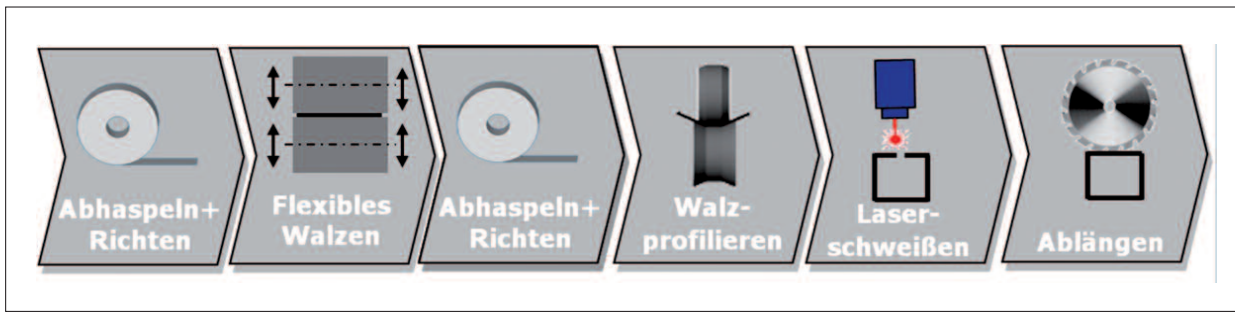 Abhaspeln+
Richten
Flexibles
Walzen
Abhaspeln+
Richten
Walz-
profilieren
Laser-
schweißen
Ablängen